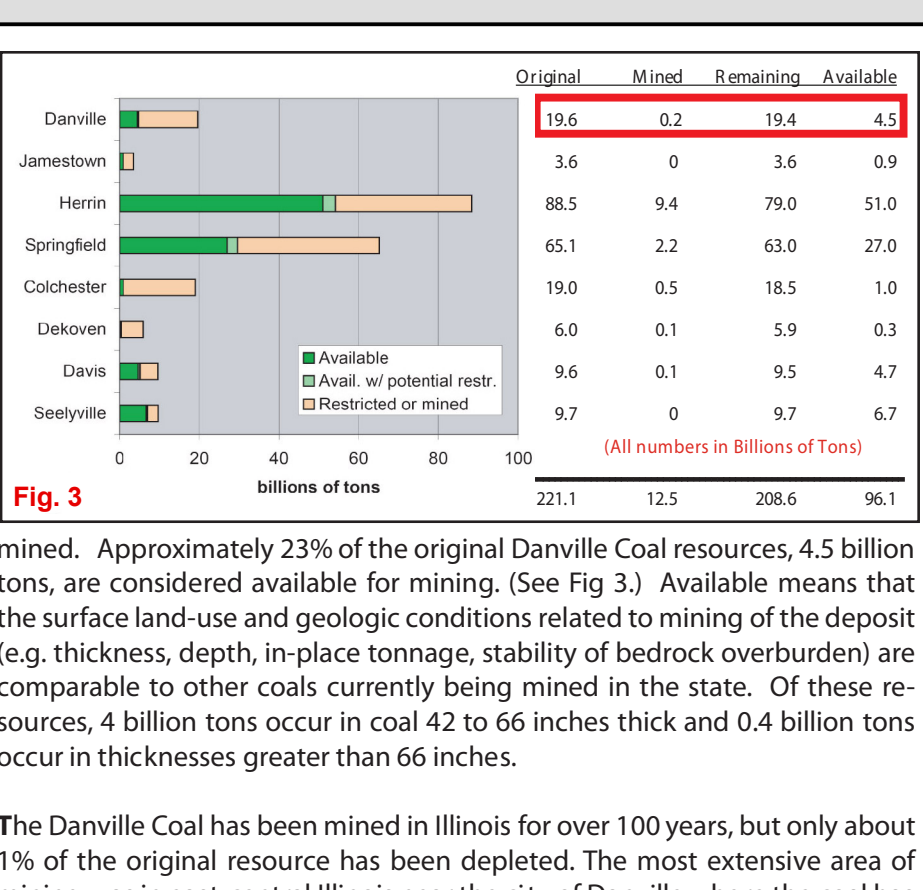 Original Mined Remaining Available
Danville 19.6 0.2 19.4 4.5
Jamestown 3.6 0 3.6 0.9
Herrin 88.5 9.4 79.0 51.0
Springfield 65.1 2.2 63.0 27.0
Colchester 19.0 0.5 18.5 1.0
Dekoven 6.0 0.1 5.9 0.3
Available
Davis 9.6 0.1 9.5 4.7
Avail. w/ potential restr.
Restricted or mined
Seelyville 9.7 0 9.7 6.7
(All numbers in Billions of Tons)
0 20 40 60 80 100
billions of tons
Fig. 3 221.1 12.5 208.6 96.1
mined. Approximately 23% of the original Danville Coal resources, 4.5 billion
tons, are considered available for mining. (See Fig 3.) Available means that
the surface land-use and geologic conditions related to mining of the deposit
(e.g. thickness, depth, in-place tonnage, stability of bedrock overburden) are
comparable to other coals currently being mined in the state. Of these re-
sources, 4 billion tons occur in coal 42 to 66 inches thick and 0.4 billion tons
occur in thicknesses greater than 66 inches.
The Danville Coal has been mined in Illinois for over 100 years, but only about
1% of the original resource has been depleted. The most extensive area of